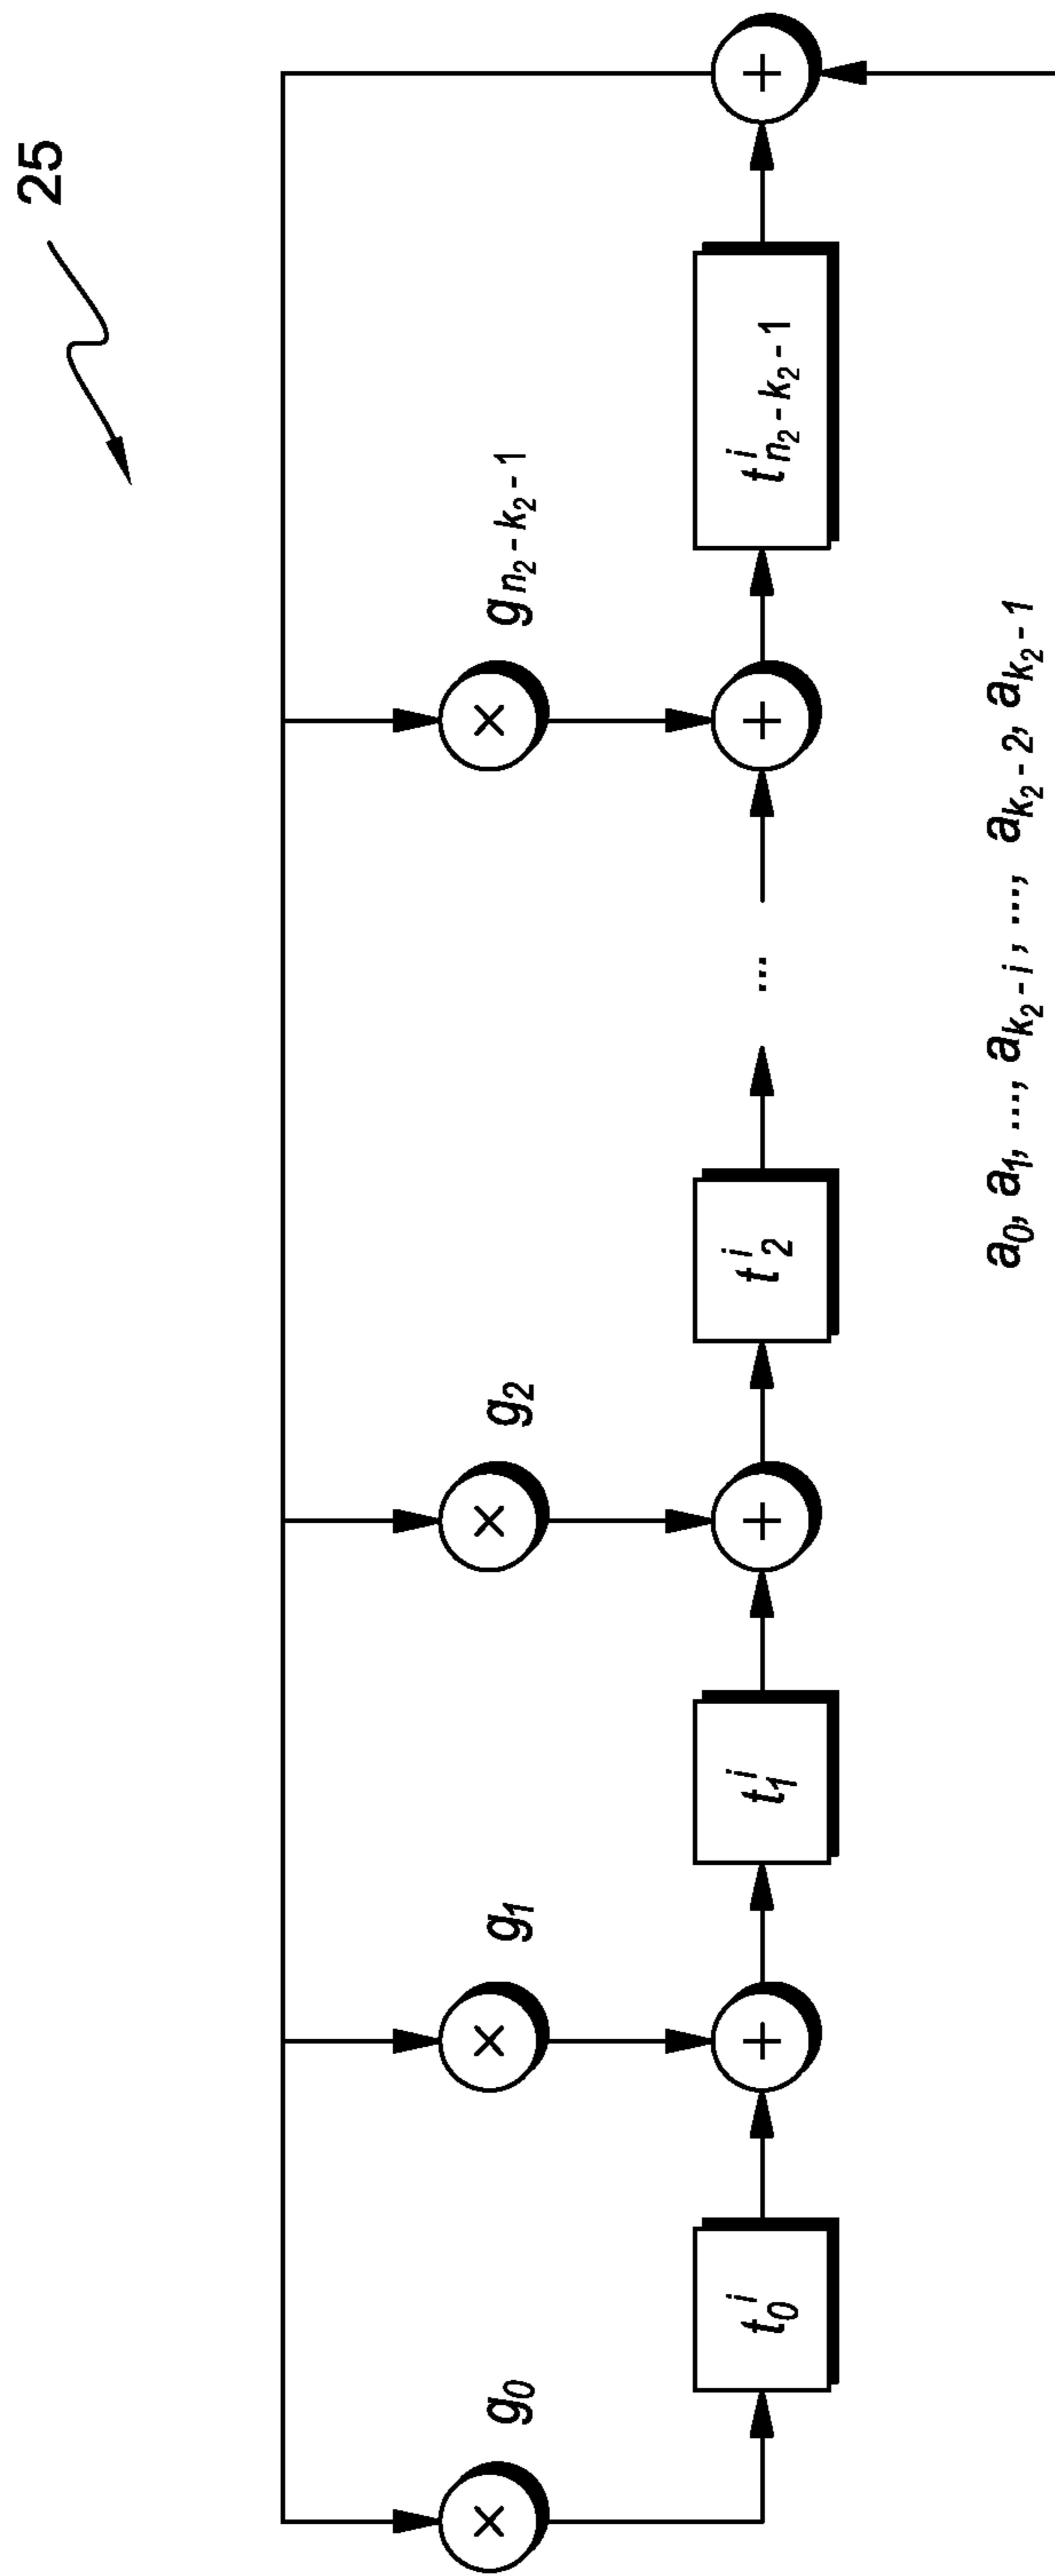 25
g₀ g₁ g₂ gₙ₂₋ₖ₂₋₁
× × × ×
t₀ⁱ + t₁ⁱ + t₂ⁱ ... + tⁱₙ₂₋ₖ₂₋₁ +
a₀, a₁, ..., aₖ₂₋ᵢ, ..., aₖ₂₋₂, aₖ₂₋₁